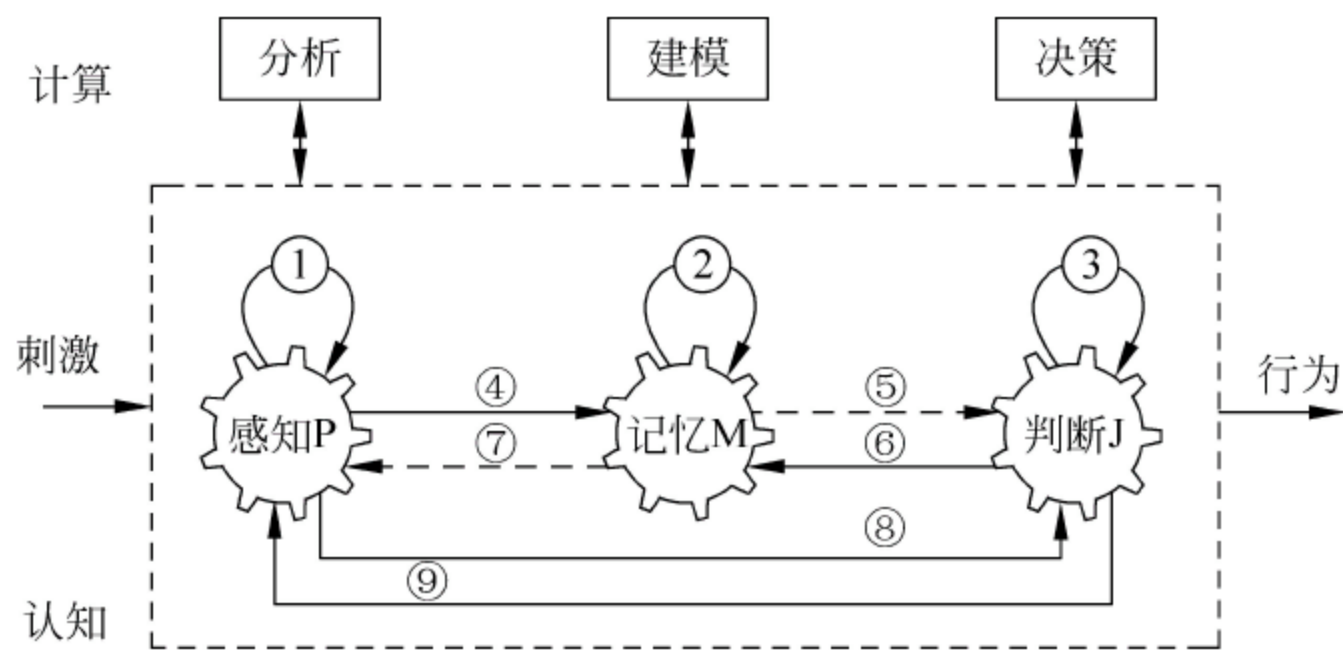 计算
分析
建模
决策
①
②
③
刺激
④
⑤
行为
感知P
⑦
记忆M
⑥
判断J
⑧
⑨
认知